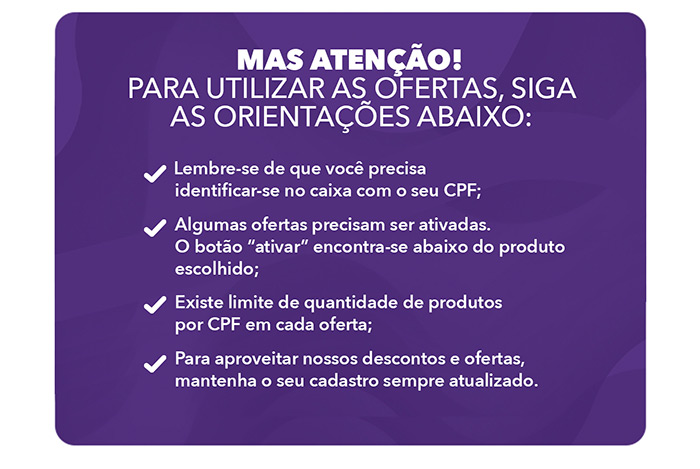 MAS ATENÇÃO!
PARA UTILIZAR AS OFERTAS, SIGA
AS ORIENTAÇÕES ABAIXO:
Lembre-se de que você precisa
identificar-se no caixa com o seu CPF;
Algumas ofertas precisam ser ativadas.
O botão “ativar” encontra-se abaixo do produto
escolhido;
Existe limite de quantidade de produtos
por CPF em cada oferta;
Para aproveitar nossos descontos e ofertas,
mantenha o seu cadastro sempre atualizado.